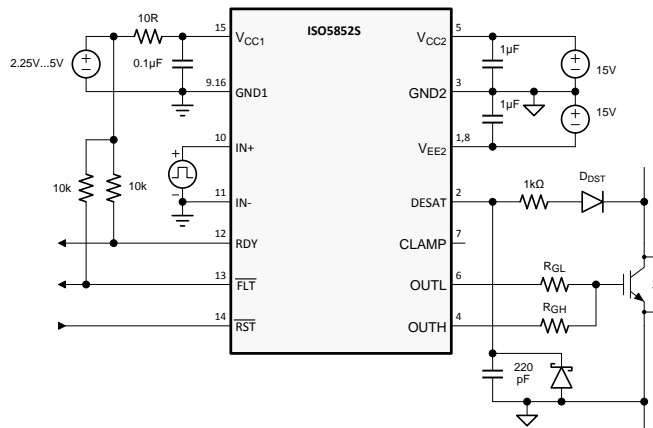 ISO5852S
10R
15
VCC1
2.25V...5V
0.1µF
9.16
GND1
10
IN+
11
IN-
10k
10k
12
RDY
13
FLT
14
RST
5
VCC2
1µF
15V
3
GND2
1µF
15V
1,8
VEE2
2
DESAT
1kΩ
DDST
7
CLAMP
6
OUTL
RGL
4
OUTH
RGH
220
pF